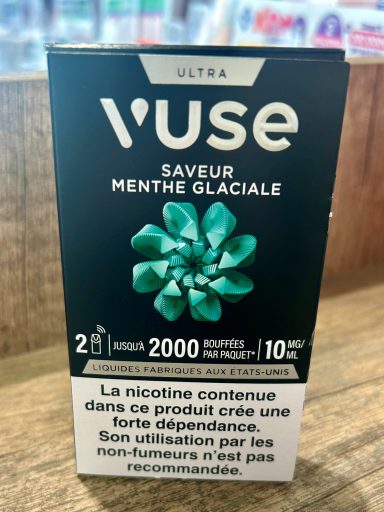 ULTRA
vuse
SAVEUR
MENTHE GLACIALE
2 JUSQU'À 2000 BOUFFÉES PAR PAQUET* 10 MG/ML
LIQUIDES FABRIQUÉS AUX ÉTATS-UNIS
La nicotine contenue
dans ce produit crée une
forte dépendance.
Son utilisation par les
non-fumeurs n'est pas
recommandée.